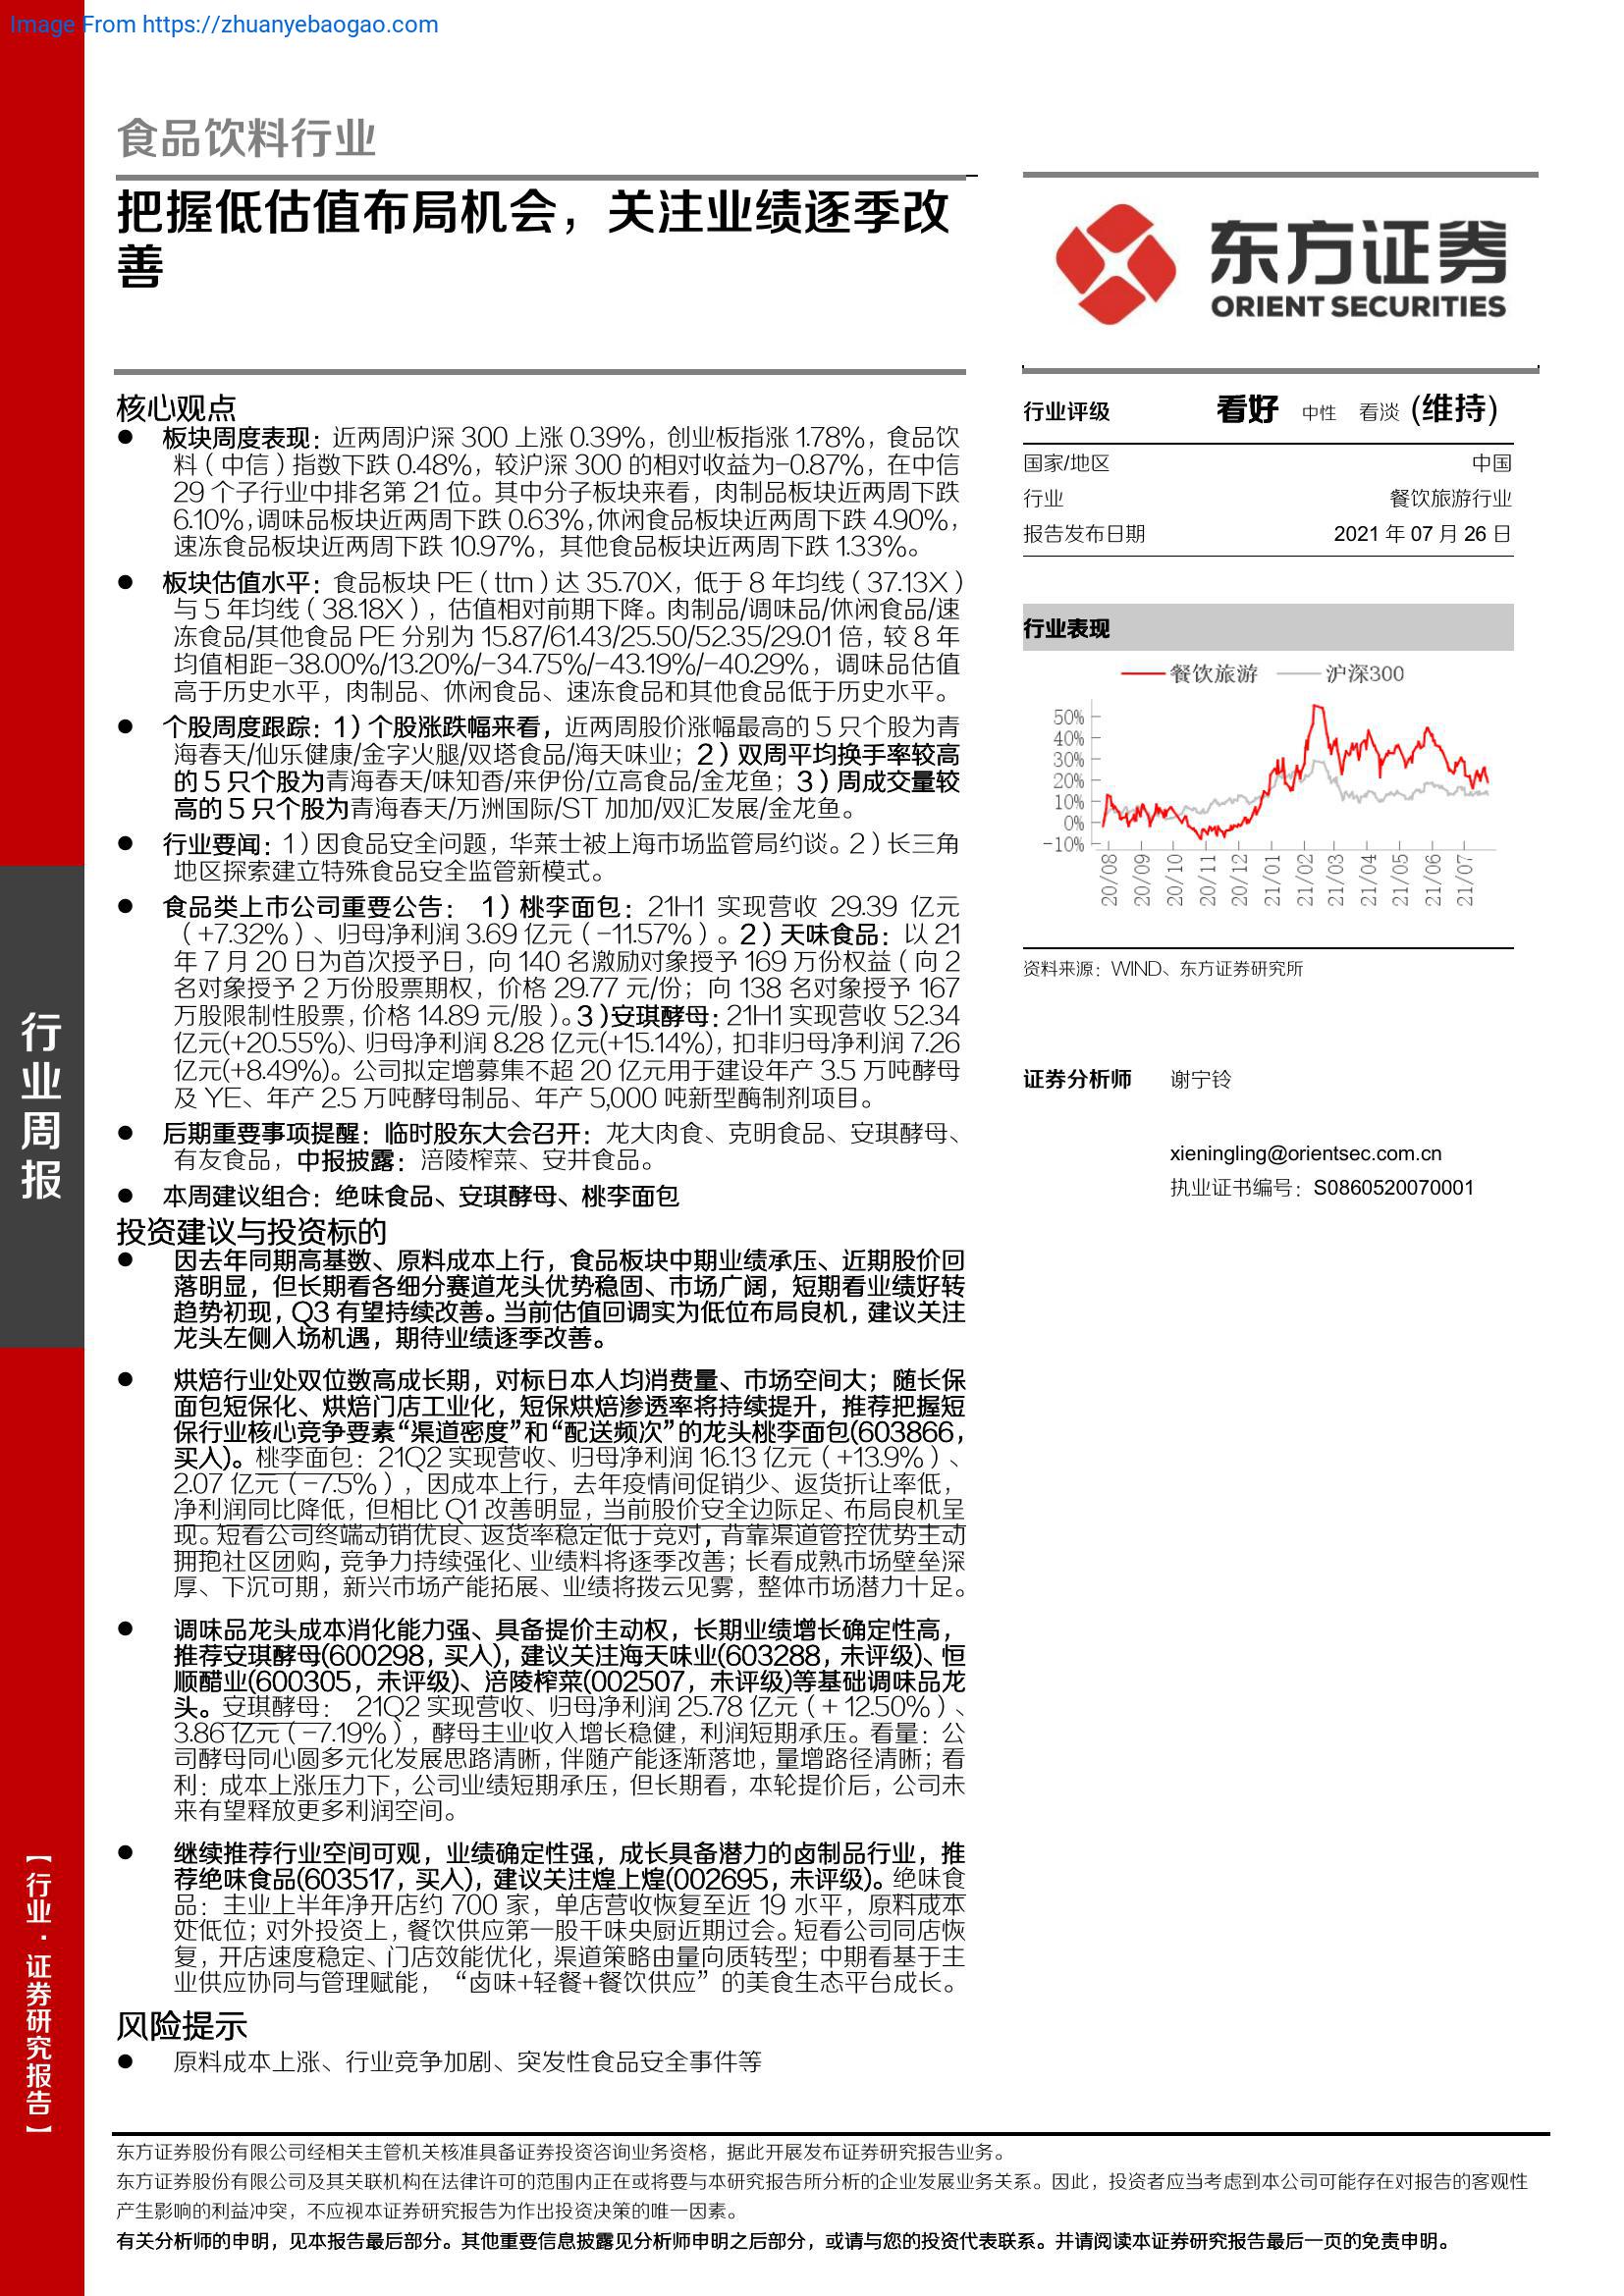 Image From https://zhuanyebaogao.com
食品饮料行业
把握低估值布局机会，关注业绩逐季改
善
东方证券
ORIENT SECURITIES
核心观点
● 板块周度表现：近两周沪深 300 上涨 0.39%，创业板指涨 1.78%，食品饮
料（中信）指数下跌 0.48%，较沪深 300 的相对收益为-0.87%，在中信
29 个子行业中排名第 21 位。其中分子板块来看，肉制品板块近两周下跌
6.10%，调味品板块近两周下跌 0.63%，休闲食品板块近两周下跌 4.90%，
速冻食品板块近两周下跌 10.97%，其他食品板块近两周下跌 1.33%。
● 板块估值水平：食品板块 PE（ttm）达 35.70X，低于 8 年均线（37.13X）
与 5 年均线（38.18X），估值相对前期下降。肉制品/调味品/休闲食品/速
冻食品/其他食品 PE 分别为 15.87/61.43/25.50/52.35/29.01 倍，较 8 年
均值相距-38.00%/13.20%/-34.75%/-43.19%/-40.29%，调味品估值
高于历史水平，肉制品、休闲食品、速冻食品和其他食品低于历史水平。
● 个股周度跟踪：1）个股涨跌幅来看，近两周股价涨幅最高的 5 只个股为青
海春天/仙乐健康/金字火腿/双塔食品/海天味业；2）双周平均换手率较高
的 5 只个股为青海春天/味知香/来伊份/立高食品/金龙鱼；3）周成交量较
高的 5 只个股为青海春天/万洲国际/ST 加加/双汇发展/金龙鱼。
● 行业要闻：1）因食品安全问题，华莱士被上海市场监管局约谈。2）长三角
地区探索建立特殊食品安全监管新模式。
● 食品类上市公司重要公告： 1）桃李面包：21H1 实现营收 29.39 亿元
（+7.32%）、归母净利润 3.69 亿元（-11.57%）。2）天味食品：以 21
年 7 月 20 日为首次授予日，向 140 名激励对象授予 169 万份权益（向 2
名对象授予 2 万份股票期权，价格 29.77 元/份；向 138 名对象授予 167
万股限制性股票，价格 14.89 元/股）。3）安琪酵母：21H1 实现营收 52.34
亿元(+20.55%)、归母净利润 8.28 亿元(+15.14%)，扣非归母净利润 7.26
亿元(+8.49%)。公司拟定增募集不超 20 亿元用于建设年产 3.5 万吨酵母
及 YE、年产 2.5 万吨酵母制品、年产 5,000 吨新型酶制剂项目。
● 后期重要事项提醒：临时股东大会召开：龙大肉食、克明食品、安琪酵母、
有友食品，中报披露：涪陵榨菜、安井食品。
● 本周建议组合：绝味食品、安琪酵母、桃李面包
投资建议与投资标的
● 因去年同期高基数、原料成本上行，食品板块中期业绩承压、近期股价回
落明显，但长期看各细分赛道龙头优势稳固、市场广阔，短期看业绩好转
趋势初现，Q3 有望持续改善。当前估值回调实为低位布局良机，建议关注
龙头左侧入场机遇，期待业绩逐季改善。
● 烘焙行业处双位数高成长期，对标日本人均消费量、市场空间大；随长保
面包短保化、烘焙门店工业化，短保烘焙渗透率将持续提升，推荐把握短
保行业核心竞争要素“渠道密度”和“配送频次”的龙头桃李面包(603866，
买入)。桃李面包：21Q2 实现营收、归母净利润 16.13 亿元（+13.9%）、
2.07 亿元（-7.5%），因成本上行，去年疫情间促销少、返货折让率低，
净利润同比降低，但相比 Q1 改善明显，当前股价安全边际足、布局良机呈
现。短看公司终端动销优良、返货率稳定低于竞对，背靠渠道管控优势主动
拥抱社区团购，竞争力持续强化、业绩料将逐季改善；长看成熟市场壁垒深
厚、下沉可期，新兴市场产能拓展、业绩将拨云见雾，整体市场潜力十足。
● 调味品龙头成本消化能力强、具备提价主动权，长期业绩增长确定性高，
推荐安琪酵母(600298，买入)，建议关注海天味业(603288，未评级)、恒
顺醋业(600305，未评级)、涪陵榨菜(002507，未评级)等基础调味品龙
头。安琪酵母： 21Q2 实现营收、归母净利润 25.78 亿元（+ 12.50%）、
3.86 亿元（-7.19%），酵母主业收入增长稳健，利润短期承压。看量：公
司酵母同心圆多元化发展思路清晰，伴随产能逐渐落地，量增路径清晰；看
利：成本上涨压力下，公司业绩短期承压，但长期看，本轮提价后，公司未
来有望释放更多利润空间。
● 继续推荐行业空间可观，业绩确定性强，成长具备潜力的卤制品行业，推
荐绝味食品(603517，买入)，建议关注煌上煌(002695，未评级)。绝味食
品：主业上半年净开店约 700 家，单店营收恢复至近 19 水平，原料成本
处低位；对外投资上，餐饮供应第一股千味央厨近期过会。短看公司同店恢
复，开店速度稳定、门店效能优化，渠道策略由量向质转型；中期看基于主
业供应协同与管理赋能，“卤味+轻餐+餐饮供应”的美食生态平台成长。
风险提示
● 原料成本上涨、行业竞争加剧、突发性食品安全事件等
行业评级 看好 中性 看淡 (维持)
国家/地区 中国
行业 餐饮旅游行业
报告发布日期 2021 年 07 月 26 日
行业表现
餐饮旅游 沪深300
50%
40%
30%
20%
10%
0%
-10%
20/08 20/09 20/10 20/11 20/12 21/01 21/02 21/03 21/04 21/05 21/06 21/07
资料来源：WIND、东方证券研究所
证券分析师 谢宁铃
xieningling@orientsec.com.cn
执业证书编号：S0860520070001
行业周报
【行业·证券研究报告】
东方证券股份有限公司经相关主管机关核准具备证券投资咨询业务资格，据此开展发布证券研究报告业务。
东方证券股份有限公司及其关联机构在法律许可的范围内正在或将要与本研究报告所分析的企业发展业务关系。因此，投资者应当考虑到本公司可能存在对报告的客观性
产生影响的利益冲突，不应视本证券研究报告为作出投资决策的唯一因素。
有关分析师的申明，见本报告最后部分。其他重要信息披露见分析师申明之后部分，或请与您的投资代表联系。并请阅读本证券研究报告最后一页的免责申明。